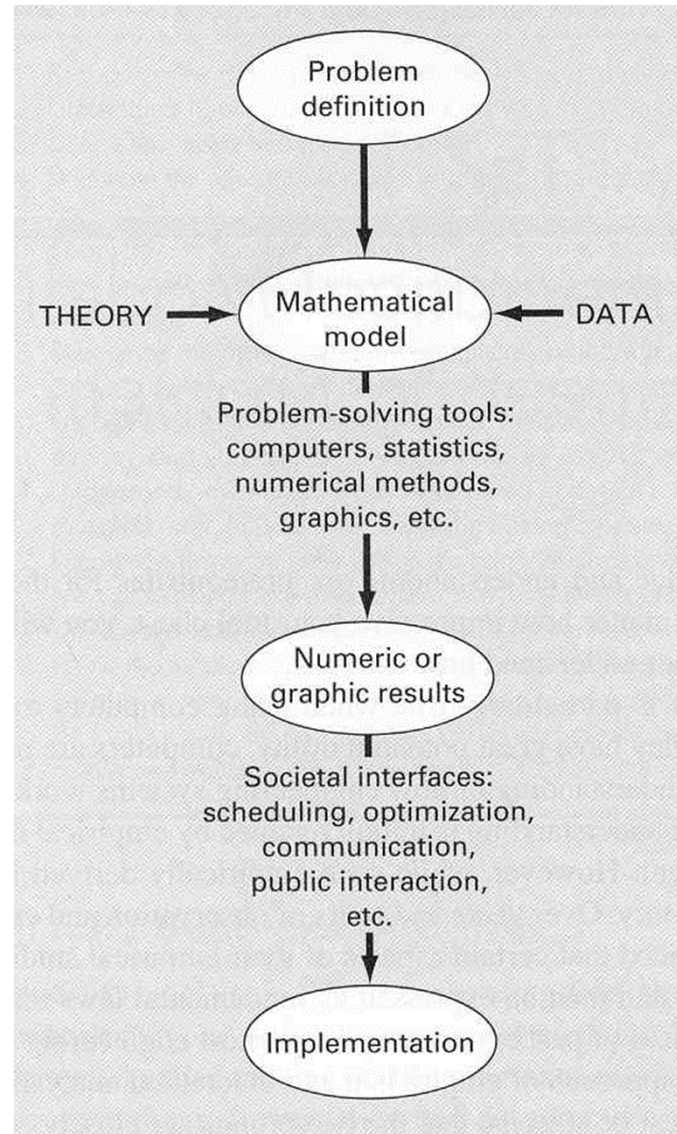 Problem
definition
THEORY
Mathematical
model
DATA
Problem-solving tools:
computers, statistics,
numerical methods,
graphics, etc.
Numeric or
graphic results
Societal interfaces:
scheduling, optimization,
communication,
public interaction,
etc.
Implementation